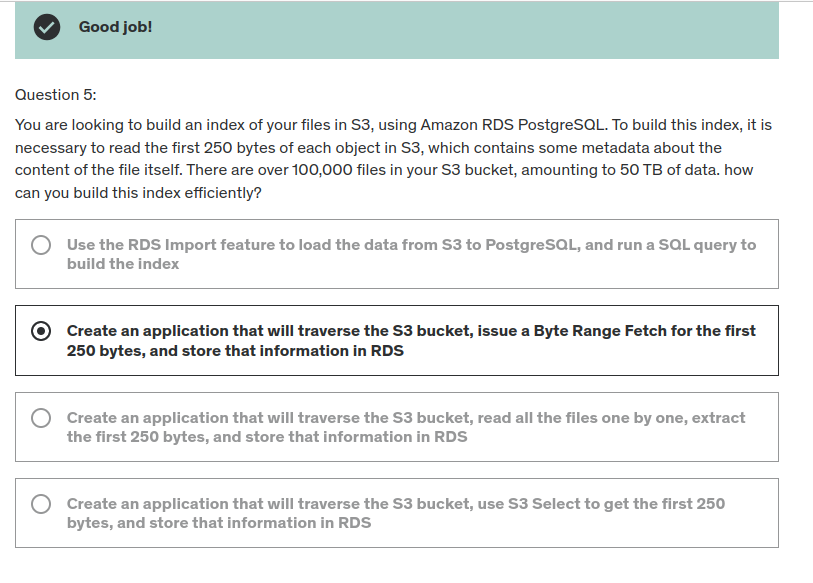 Good job!
Question 5:
You are looking to build an index of your files in S3, using Amazon RDS PostgreSQL. To build this index, it is
necessary to read the first 250 bytes of each object in S3, which contains some metadata about the
content of the file itself. There are over 100,000 files in your S3 bucket, amounting to 50 TB of data. how
can you build this index efficiently?
Use the RDS Import feature to load the data from S3 to PostgreSQL, and run a SQL query to
build the index
Create an application that will traverse the S3 bucket, issue a Byte Range Fetch for the first
250 bytes, and store that information in RDS
Create an application that will traverse the S3 bucket, read all the files one by one, extract
the first 250 bytes, and store that information in RDS
Create an application that will traverse the S3 bucket, use S3 Select to get the first 250
bytes, and store that information in RDS